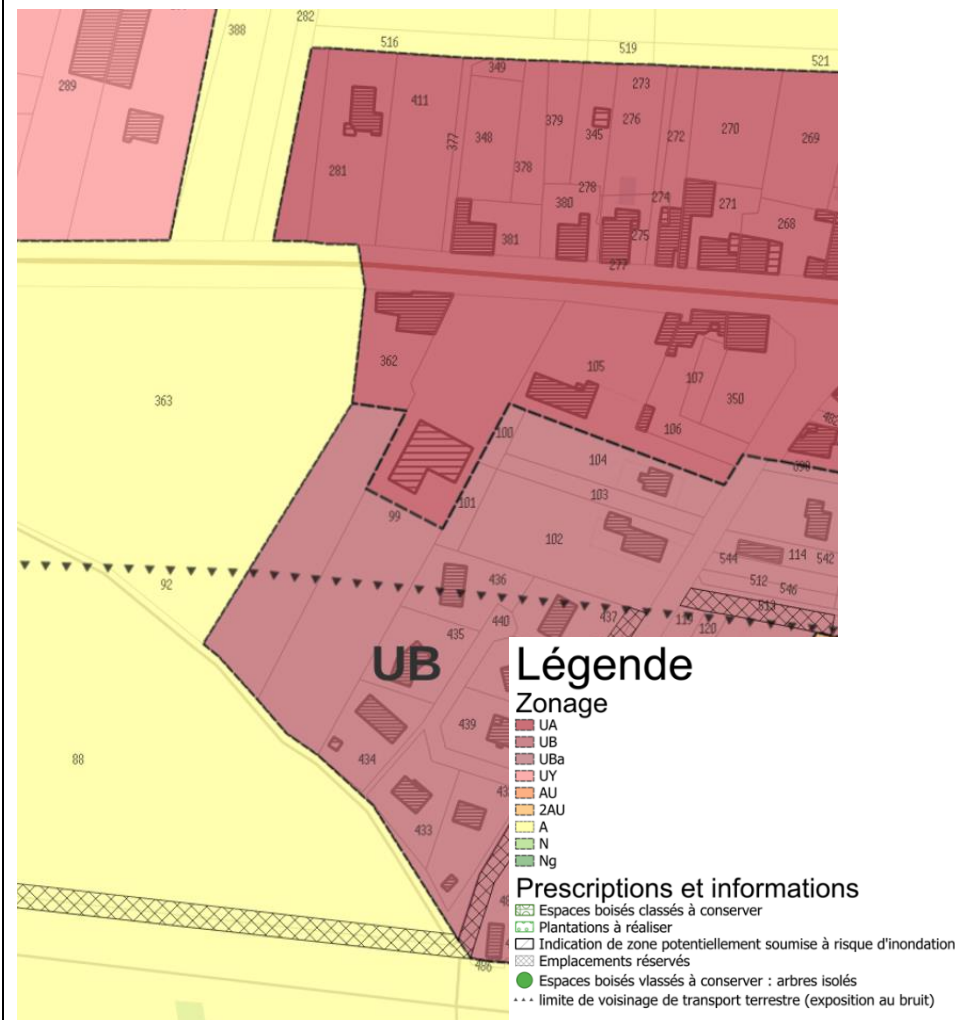 282
388
516
519
521
349
273
289
411
379
276
377
348
345
272
270
269
378
281
278
274
380
271
268
381
275
277
362
105
363
107
350
106
100
104
103
101
99
102
544
114
542
92
436
512
546
513
440
437
120
435
UB
439
88
434
433
486
Légende
Zonage
UA
UB
UBa
UY
AU
2AU
A
N
Ng
Prescriptions et informations
Espaces boisés classés à conserver
Plantations à réaliser
Indication de zone potentiellement soumise à risque d'inondation
Emplacements réservés
Espaces boisés vlassés à conserver : arbres isolés
limite de voisinage de transport terrestre (exposition au bruit)